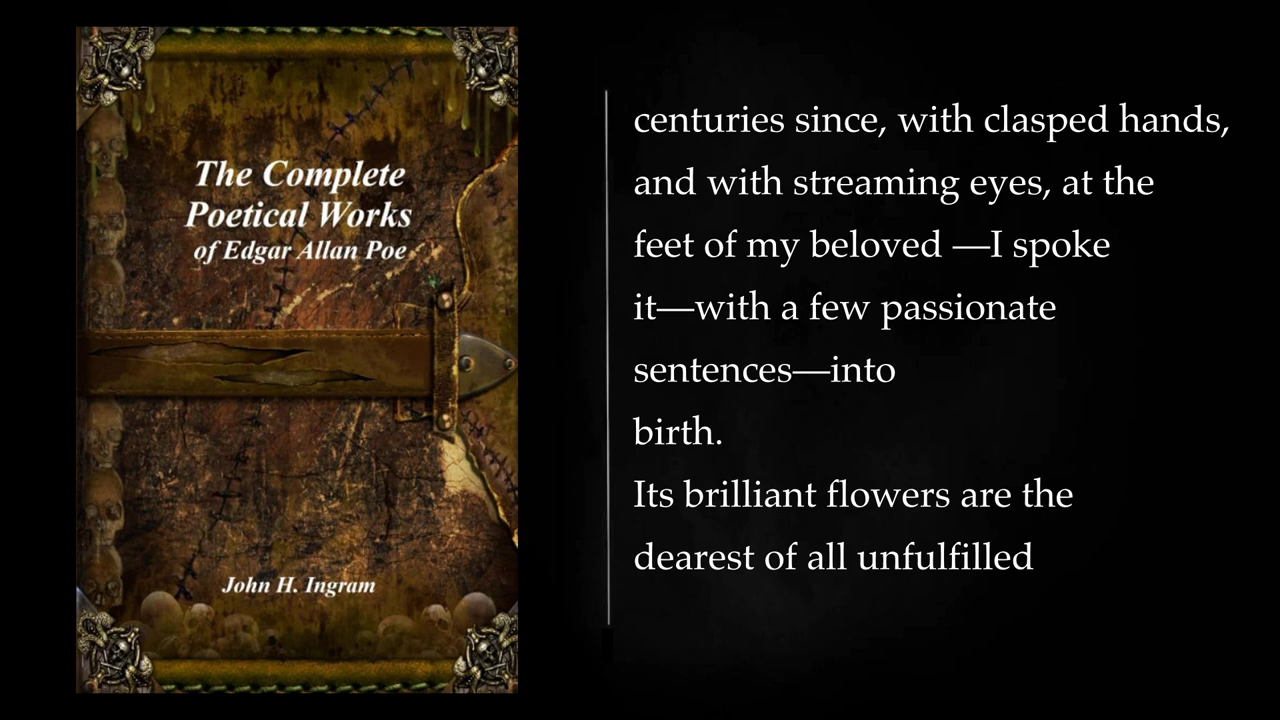 The Complete
Poetical Works
of Edgar Allan Poe
John H. Ingram
centuries since, with clasped hands,
and with streaming eyes, at the
feet of my beloved —I spoke
it—with a few passionate
sentences—into
birth.
Its brilliant flowers are the
dearest of all unfulfilled